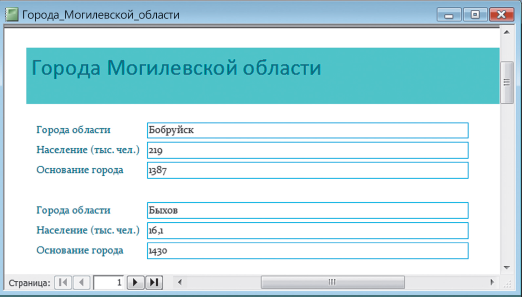 Города_Могилевской_области
Города Могилевской области
Города области Бобруйск
Население (тыс. чел.) 219
Основание города 1387
Города области Быхов
Население (тыс. чел.) 16,1
Основание города 1430
Страница: 1